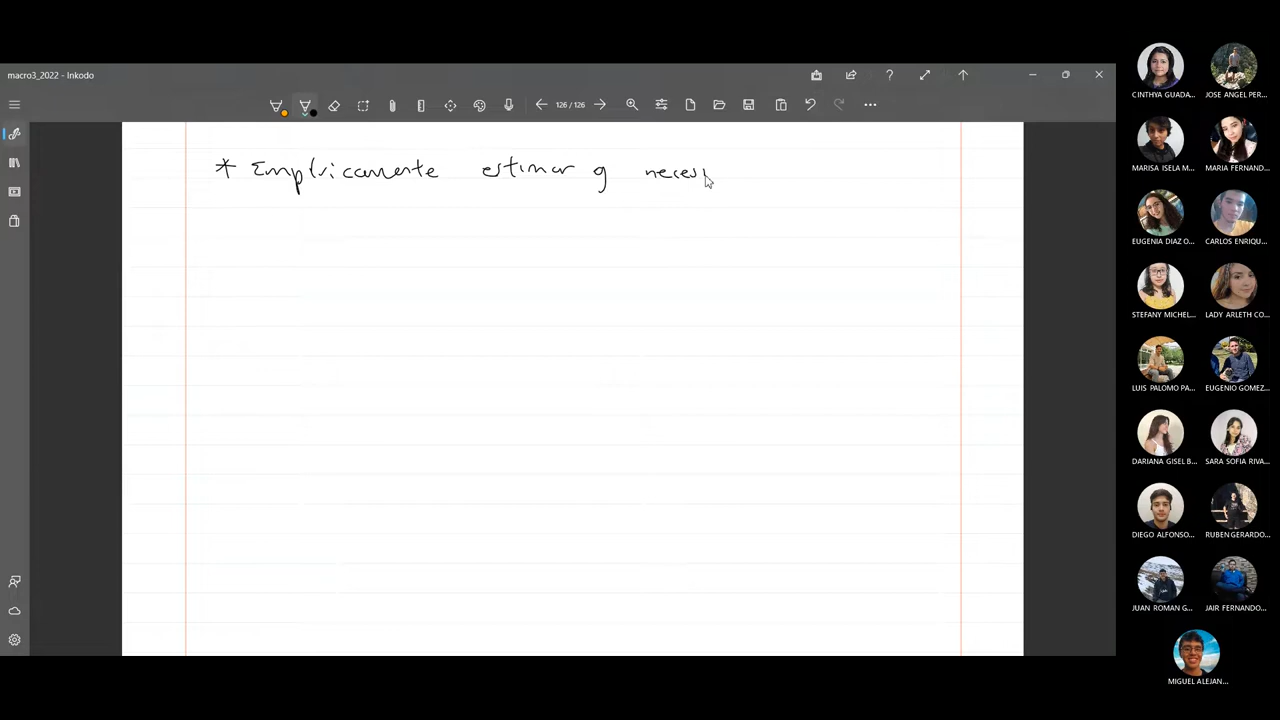 macro3_2022 - Inkodo
126 / 126
* Empíricamente estimar g neces
CINTHYA GUADA...
JOSE ANGEL PER...
MARISA ISELA M...
MARIA FERNAND...
EUGENIA DIAZ O...
CARLOS ENRIQU...
STEFANY MICHEL...
LADY ARLETH CO...
LUIS PALOMO PA...
EUGENIO GOMEZ...
DARIANA GISEL B...
SARA SOFIA RIVA...
DIEGO ALFONSO...
RUBEN GERARDO...
JUAN ROMAN G...
JAIR FERNANDO...
MIGUEL ALEJAN...